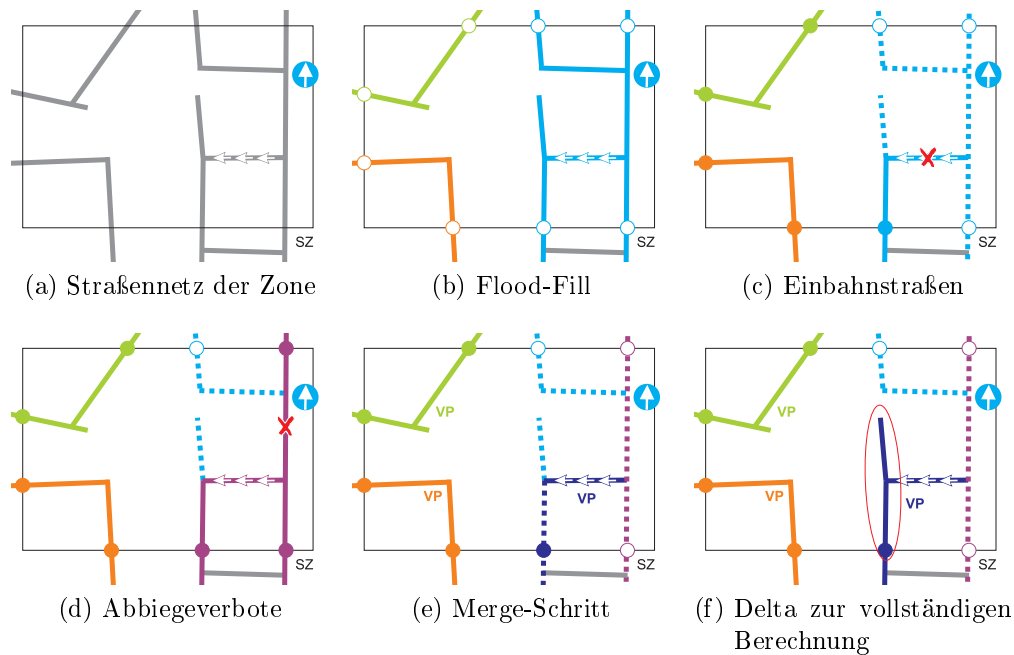 SZ
SZ
SZ
(a) Straßennetz der Zone
(b) Flood-Fill
(c) Einbahnstraßen
SZ
VP
VP
VP
SZ
VP
VP
VP
SZ
(d) Abbiegeverbote
(e) Merge-Schritt
(f) Delta zur vollständigen
Berechnung